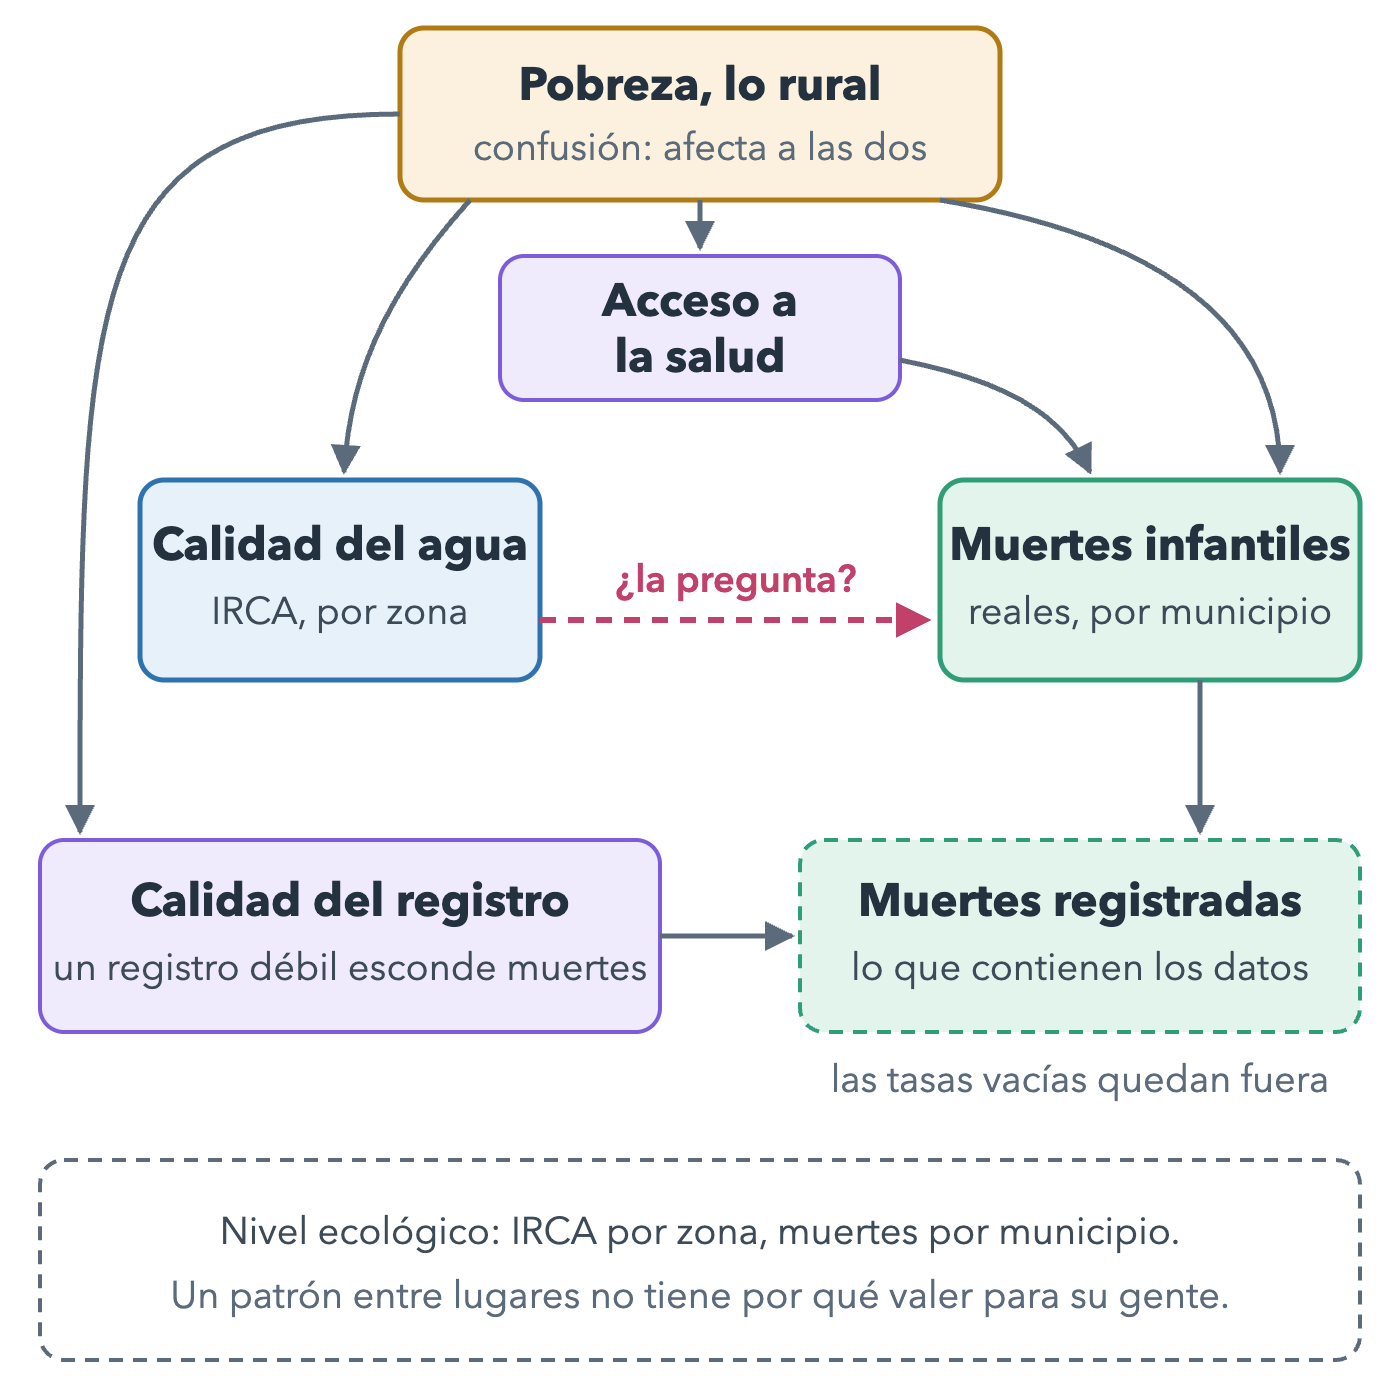 Pobreza, lo rural
confusión: afecta a las dos
Acceso a
la salud
Calidad del agua
IRCA, por zona
¿la pregunta?
Muertes infantiles
reales, por municipio
Calidad del registro
un registro débil esconde muertes
Muertes registradas
lo que contienen los datos
las tasas vacías quedan fuera
Nivel ecológico: IRCA por zona, muertes por municipio.
Un patrón entre lugares no tiene por qué valer para su gente.